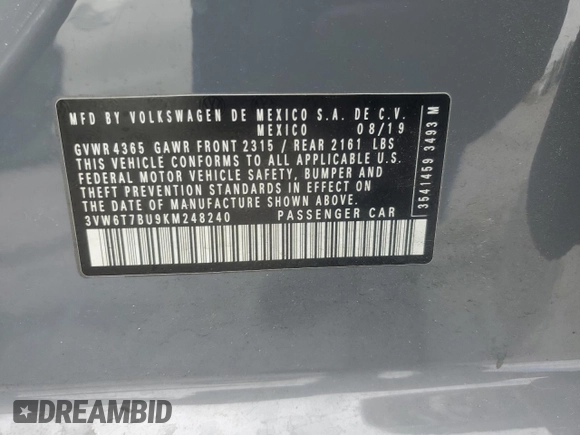 MFD BY VOLKSWAGEN DE MEXICO S.A. DE C.V.
MEXICO 08/19
GVWR 4365 GAWR FRONT 2315 / REAR 2161 LBS
THIS VEHICLE CONFORMS TO ALL APPLICABLE U.S.
FEDERAL MOTOR VEHICLE SAFETY, BUMPER AND
THEFT PREVENTION STANDARDS IN EFFECT ON
THE DATE OF MANUFACTURE SHOWN ABOVE.
3VW6T7BU9KM248240 PASSENGER CAR
3541459 3493 M
DREAMBID